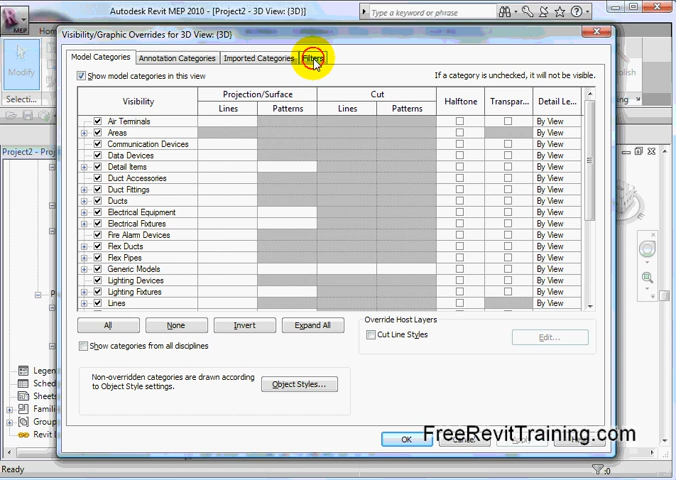 Autodesk Revit MEP 2010 - [Project2 - 3D View: {3D}]
Type a keyword or phrase
MEP
Modify
Selecti...
Project2 -
Visibility/Graphic Overrides for 3D View: {3D}
Model Categories Annotation Categories Imported Categories Filters
Show model categories in this view
If a category is unchecked, it will not be visible.
Visibility Projection/Surface Cut Halftone Transpar... Detail Le...
Lines Patterns Lines Patterns
Air Terminals By View
Areas By View
Communication Devices By View
Data Devices By View
Detail Items By View
Duct Accessories By View
Duct Fittings By View
Ducts By View
Electrical Equipment By View
Electrical Fixtures By View
Fire Alarm Devices By View
Flex Ducts By View
Flex Pipes By View
Generic Models By View
Lighting Devices By View
Lighting Fixtures By View
Lines By View
All None Invert Expand All
Show categories from all disciplines
Override Host Layers
Cut Line Styles Edit...
Non-overridden categories are drawn according
to Object Style settings.
Object Styles...
Legen
Sched
Sheets
Famili
Group
Revit L
OK
FreeRevitTraining.com
Ready
:0